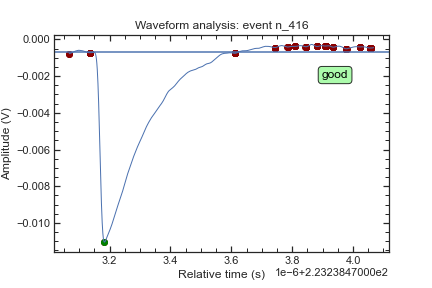 Waveform analysis: event n_416
0.000
−0.002
−0.004
−0.006
−0.008
−0.010
Amplitude (V)
good
3.2
3.4
3.6
3.8
4.0
Relative time (s)
1e−6+2.2323847000e2